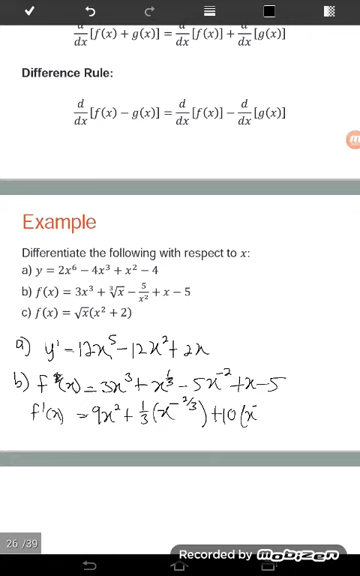 d/dx [f(x) + g(x)] = d/dx [f(x)] + d/dx [g(x)]
Difference Rule:
d/dx [f(x) − g(x)] = d/dx [f(x)] − d/dx [g(x)]
Example
Differentiate the following with respect to x:
a) y = 2x⁶ − 4x³ + x² − 4
b) f(x) = 3x³ + ∛x − 5/x² + x − 5
c) f(x) = √x(x² + 2)
a) y' = 12x⁵ − 12x² + 2x
b) f(x) = 3x³ + x^(1/3) − 5x⁻² + x − 5
f'(x) = 9x² + 1/3 (x^(−2/3)) + 10(x⁻
26 /39
Recorded by Mobizen